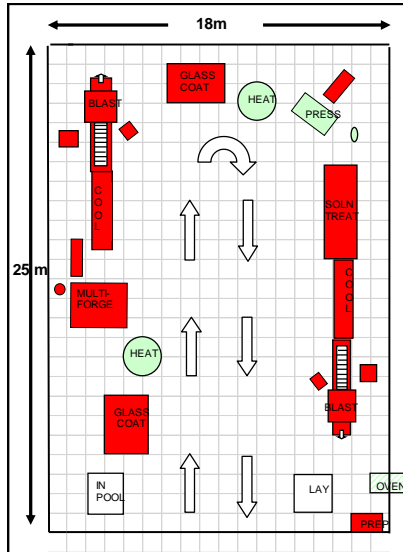 18m
GLASS
COAT
HEAT
BLAST
PRESS
C
O
O
L
SOLN
TREAT
25 m
C
O
O
L
MULTI-
FORGE
HEAT
GLASS
COAT
BLAST
IN
POOL
LAY
OVEN
PREP